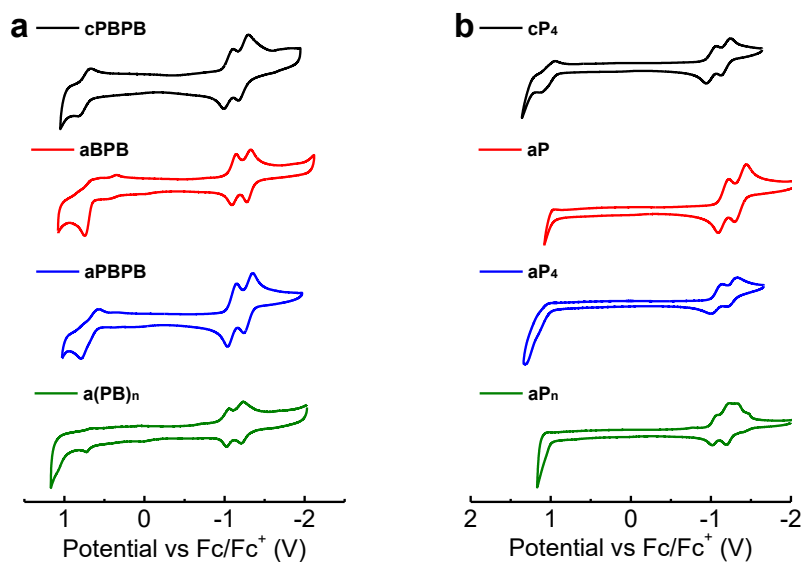 a
cPBPB
aBPB
aPBPB
a(PB)n
1 0 -1 -2
Potential vs Fc/Fc+ (V)
b
cP4
aP
aP4
aPn
2 1 0 -1 -2
Potential vs Fc/Fc+ (V)